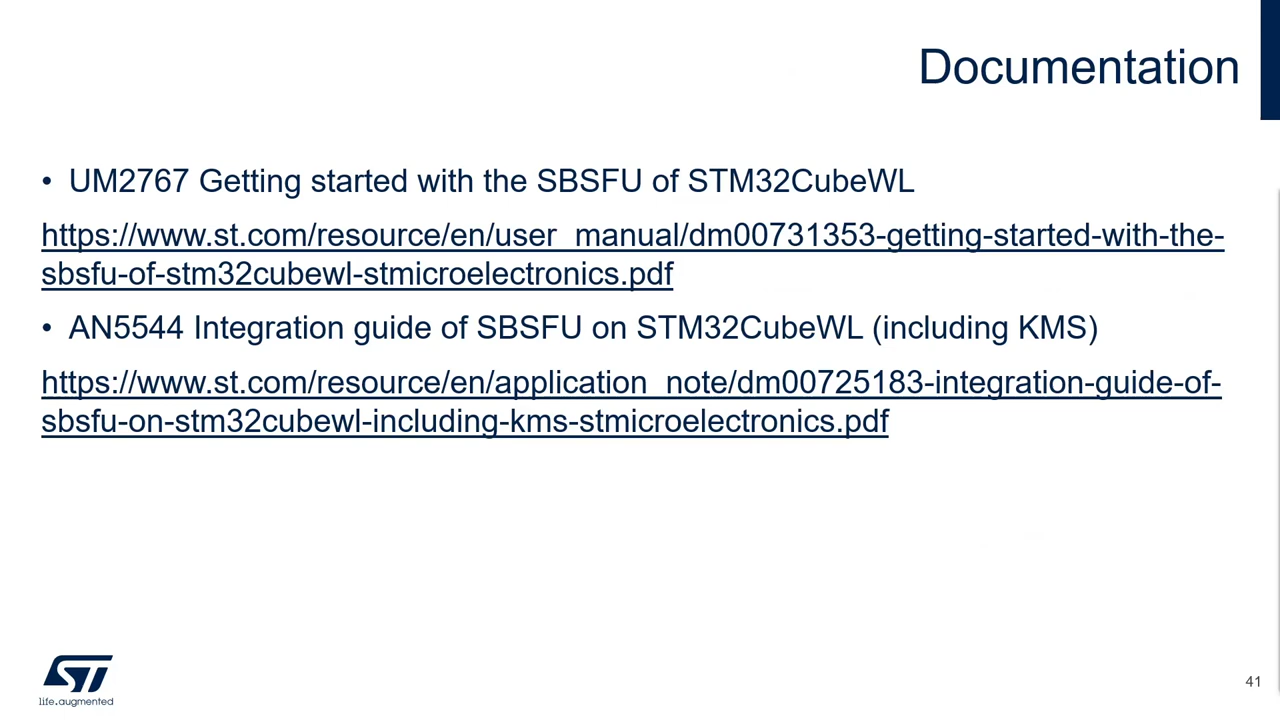 Documentation
• UM2767 Getting started with the SBSFU of STM32CubeWL
https://www.st.com/resource/en/user_manual/dm00731353-getting-started-with-the-
sbsfu-of-stm32cubewl-stmicroelectronics.pdf
• AN5544 Integration guide of SBSFU on STM32CubeWL (including KMS)
https://www.st.com/resource/en/application_note/dm00725183-integration-guide-of-
sbsfu-on-stm32cubewl-including-kms-stmicroelectronics.pdf
ST
life.augmented
41